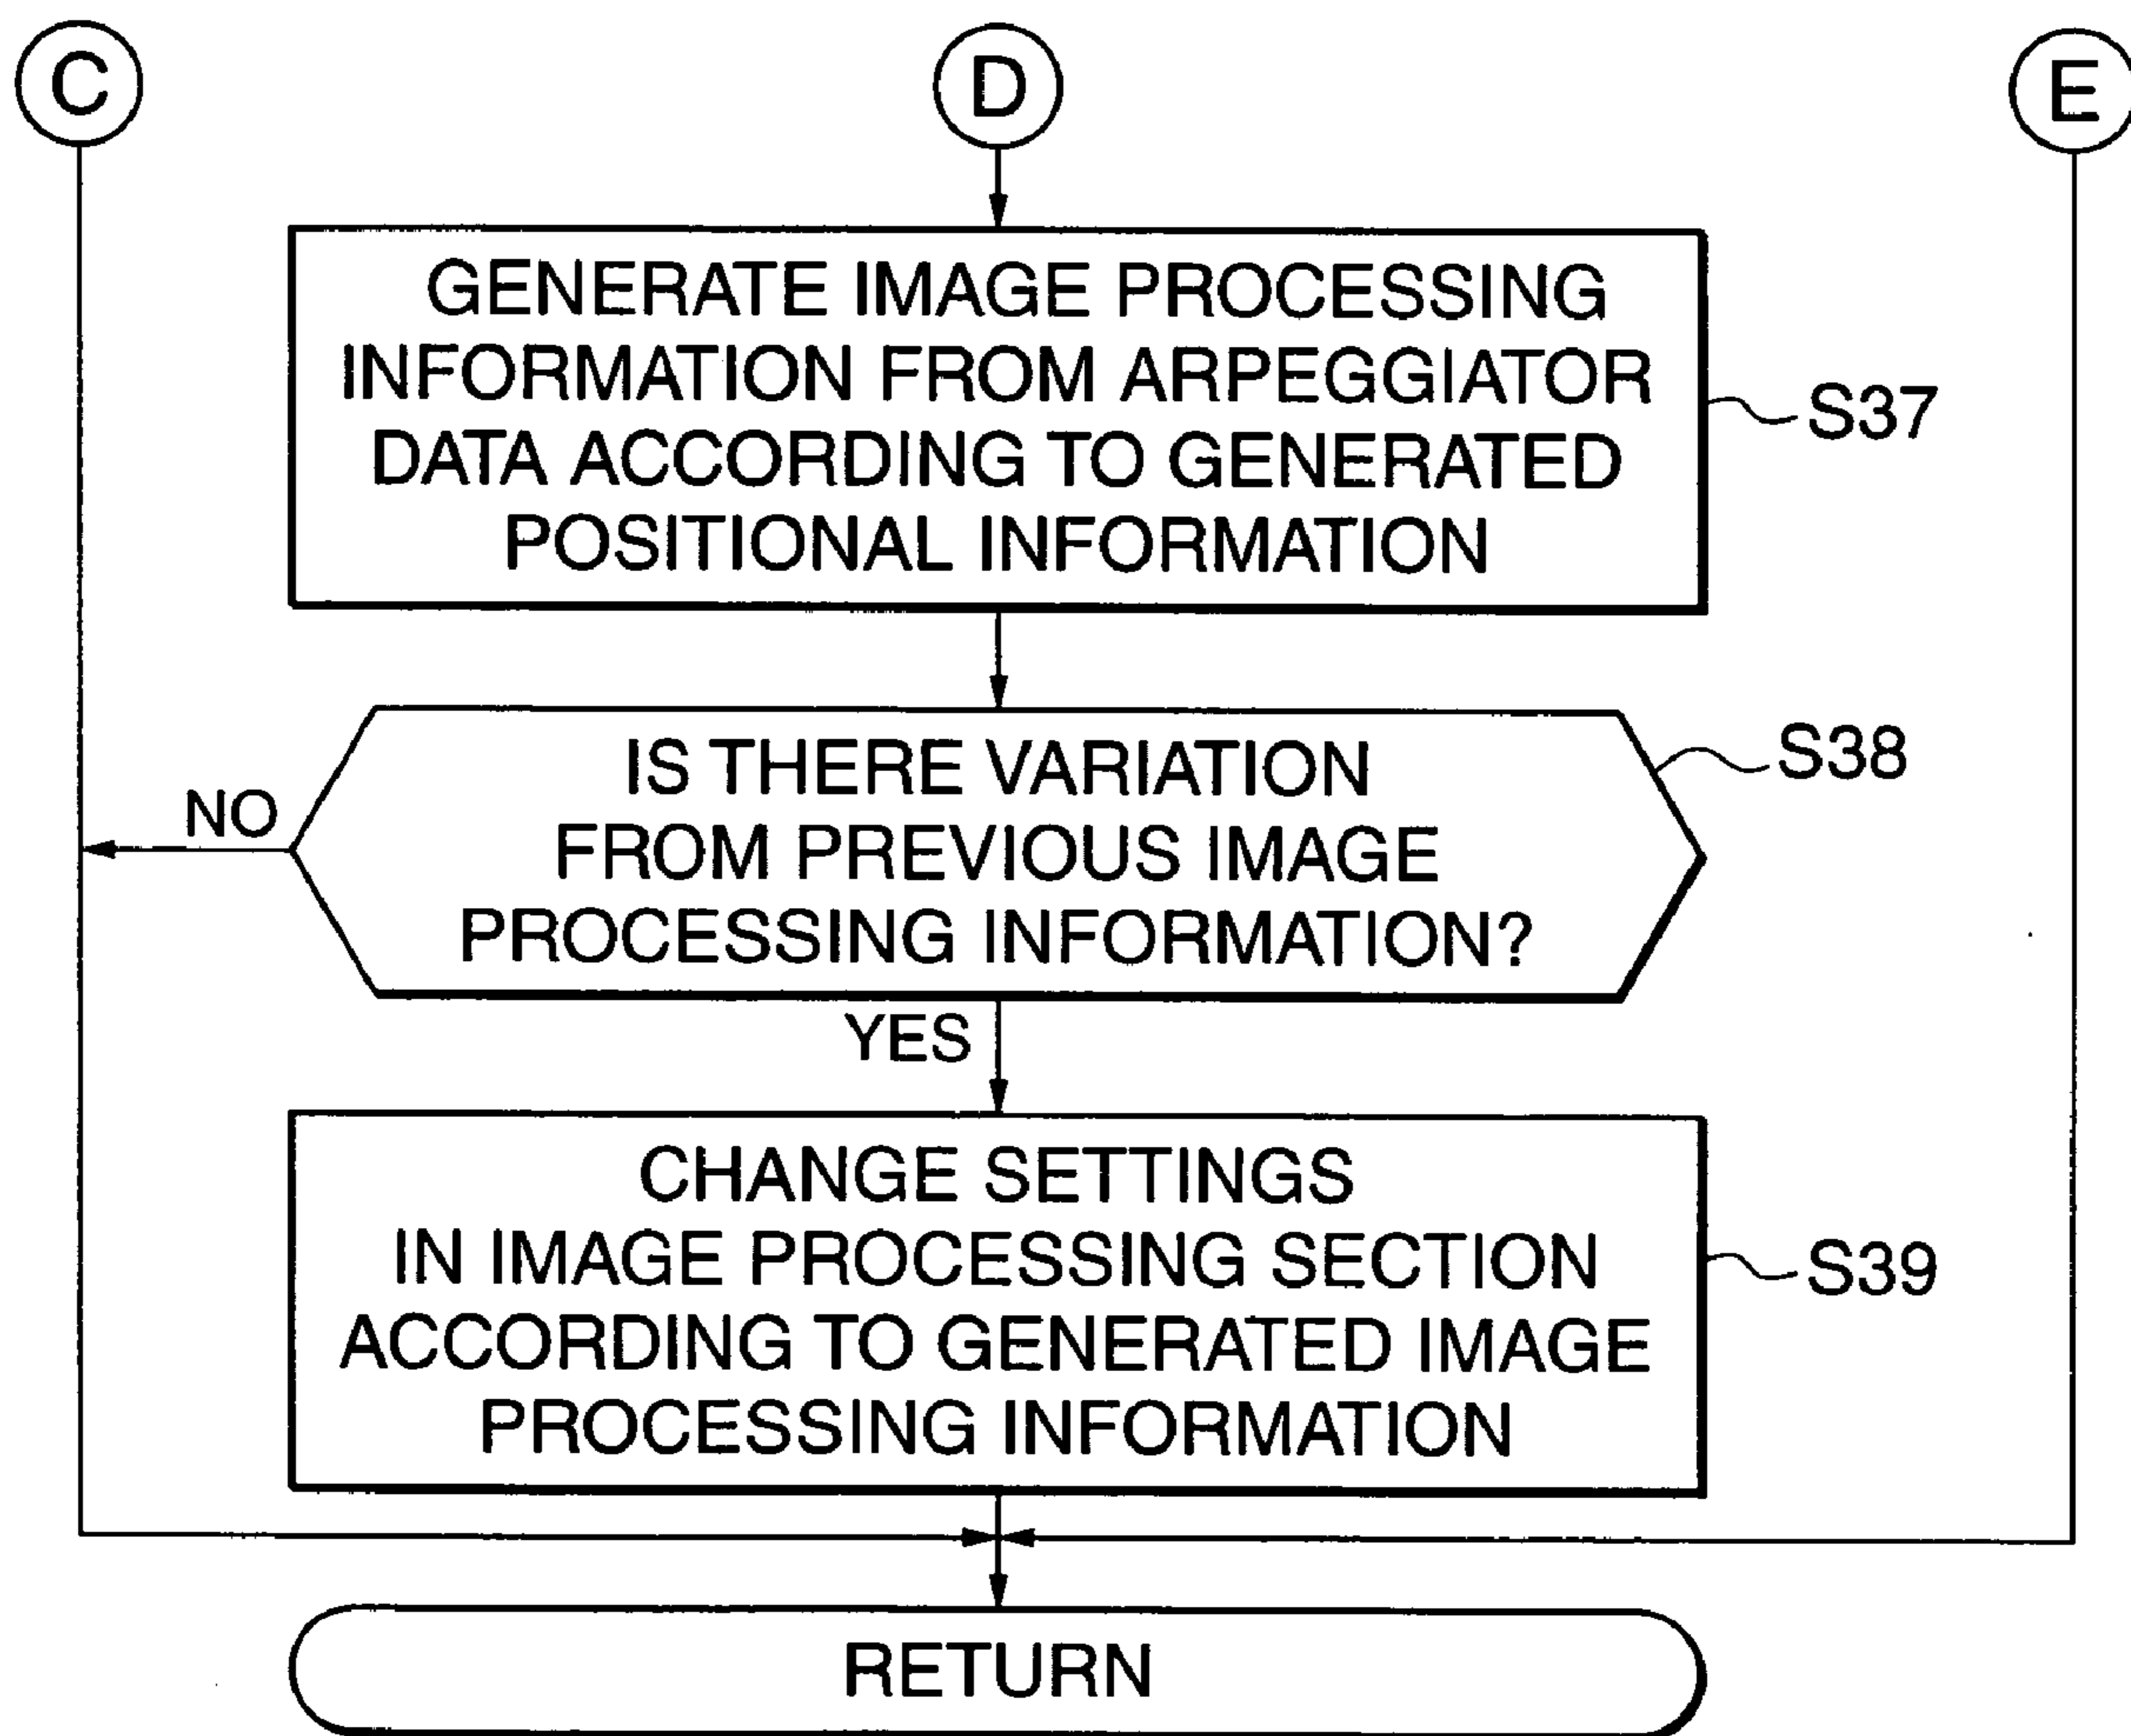 C
D
E
GENERATE IMAGE PROCESSING
INFORMATION FROM ARPEGGIATOR
DATA ACCORDING TO GENERATED
POSITIONAL INFORMATION
S37
IS THERE VARIATION
FROM PREVIOUS IMAGE
PROCESSING INFORMATION?
S38
NO
YES
CHANGE SETTINGS
IN IMAGE PROCESSING SECTION
ACCORDING TO GENERATED IMAGE
PROCESSING INFORMATION
S39
RETURN